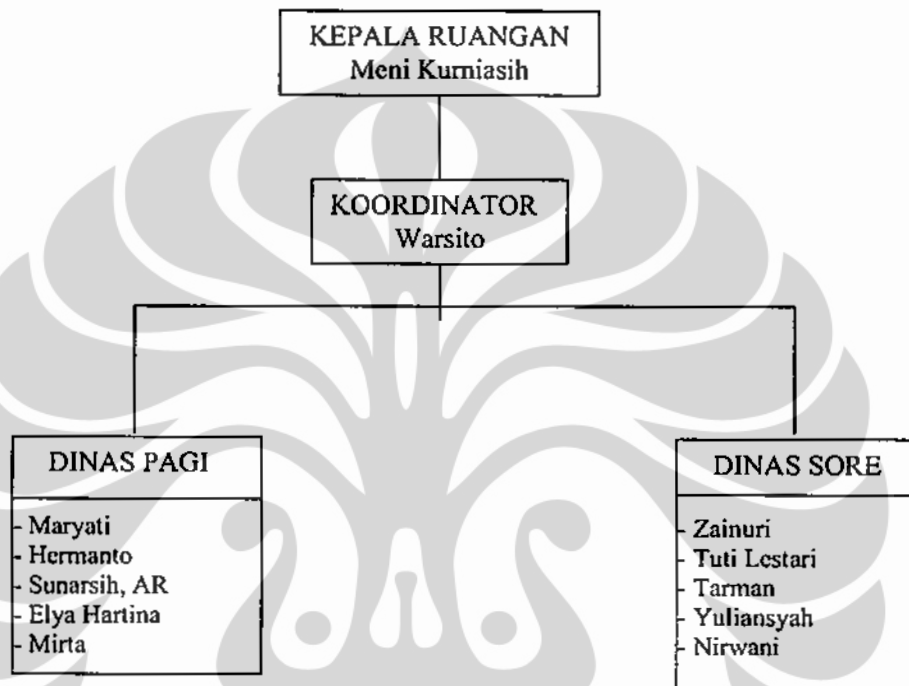 KEPALA RUANGAN
Meni Kurniasih
KOORDINATOR
Warsito
DINAS PAGI
- Maryati
- Hermanto
- Sunarsih, AR
- Elya Hartina
- Mirta
DINAS SORE
- Zainuri
- Tuti Lestari
- Tarman
- Yuliansyah
- Nirwani